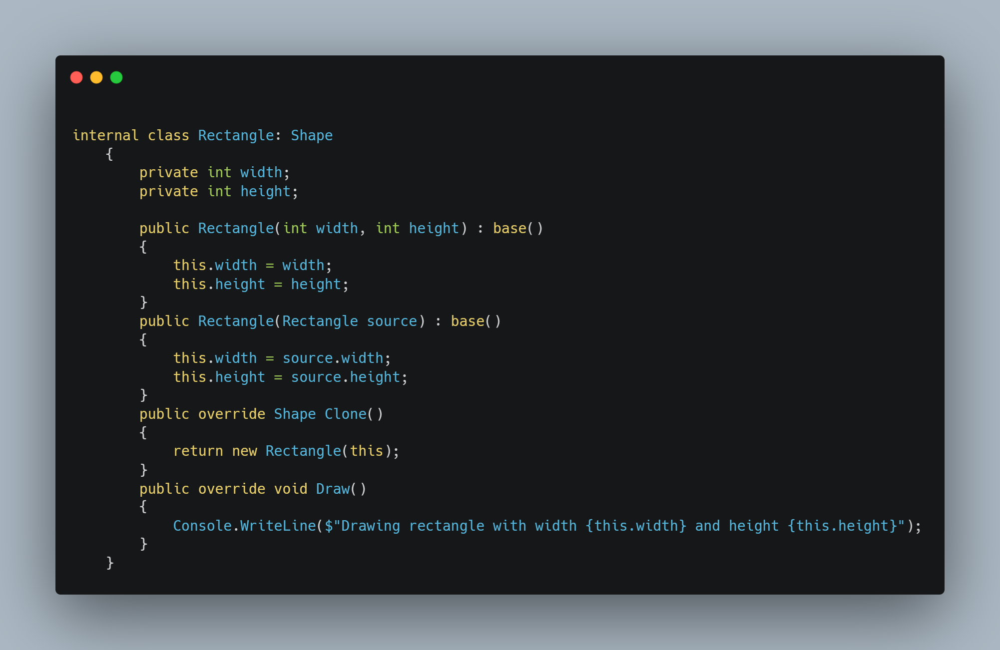 internal class Rectangle: Shape
    {
        private int width;
        private int height;

        public Rectangle(int width, int height) : base()
        {
            this.width = width;
            this.height = height;
        }
        public Rectangle(Rectangle source) : base()
        {
            this.width = source.width;
            this.height = source.height;
        }
        public override Shape Clone()
        {
            return new Rectangle(this);
        }
        public override void Draw()
        {
            Console.WriteLine($"Drawing rectangle with width {this.width} and height {this.height}");
        }
    }